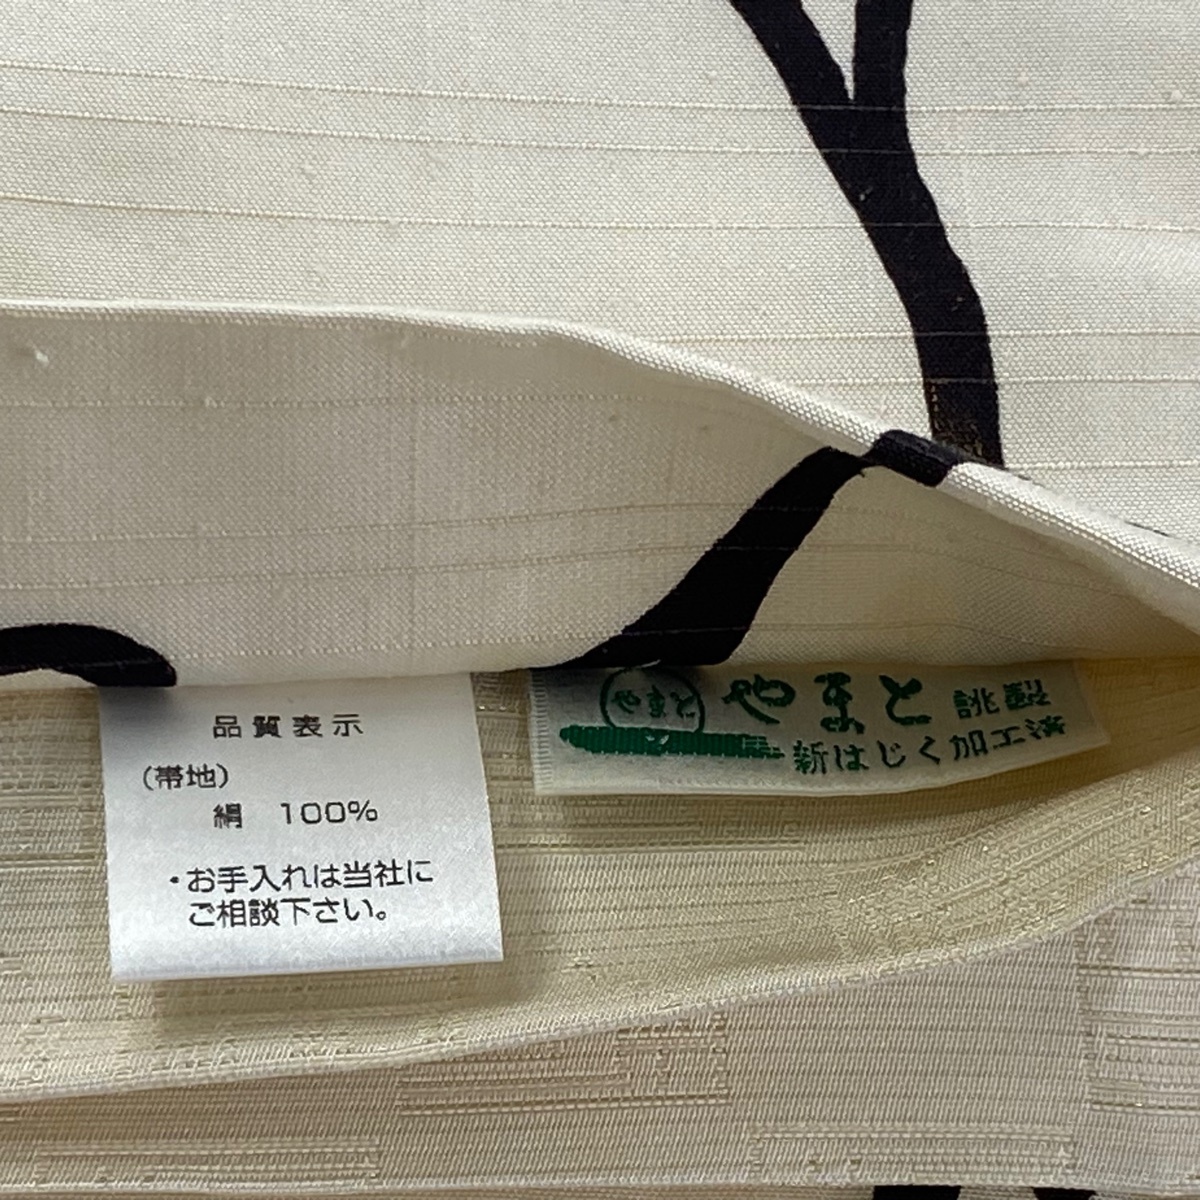 品質表示
(帯地)
絹 100%
・お手入れは当社に
ご相談下さい。
やまと
やまと 誂製
新はじく加工済